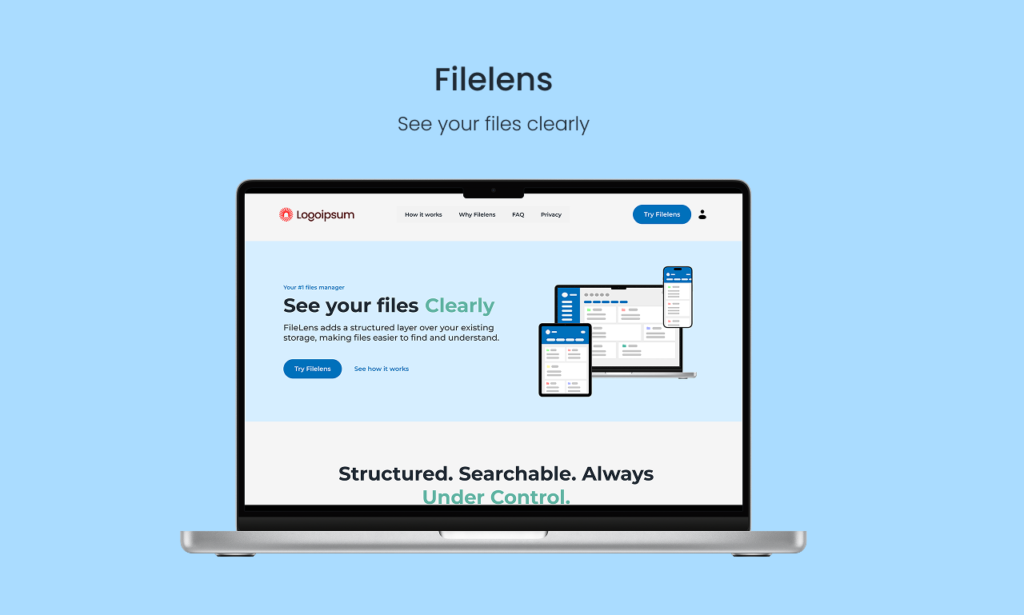 Filelens
See your files clearly
Logoipsum
How it works
Why Filelens
FAQ
Privacy
Try Filelens
Your #1 files manager
See your files Clearly
FileLens adds a structured layer over your existing
storage, making files easier to find and understand.
Try Filelens
See how it works
Structured. Searchable. Always
Under Control.